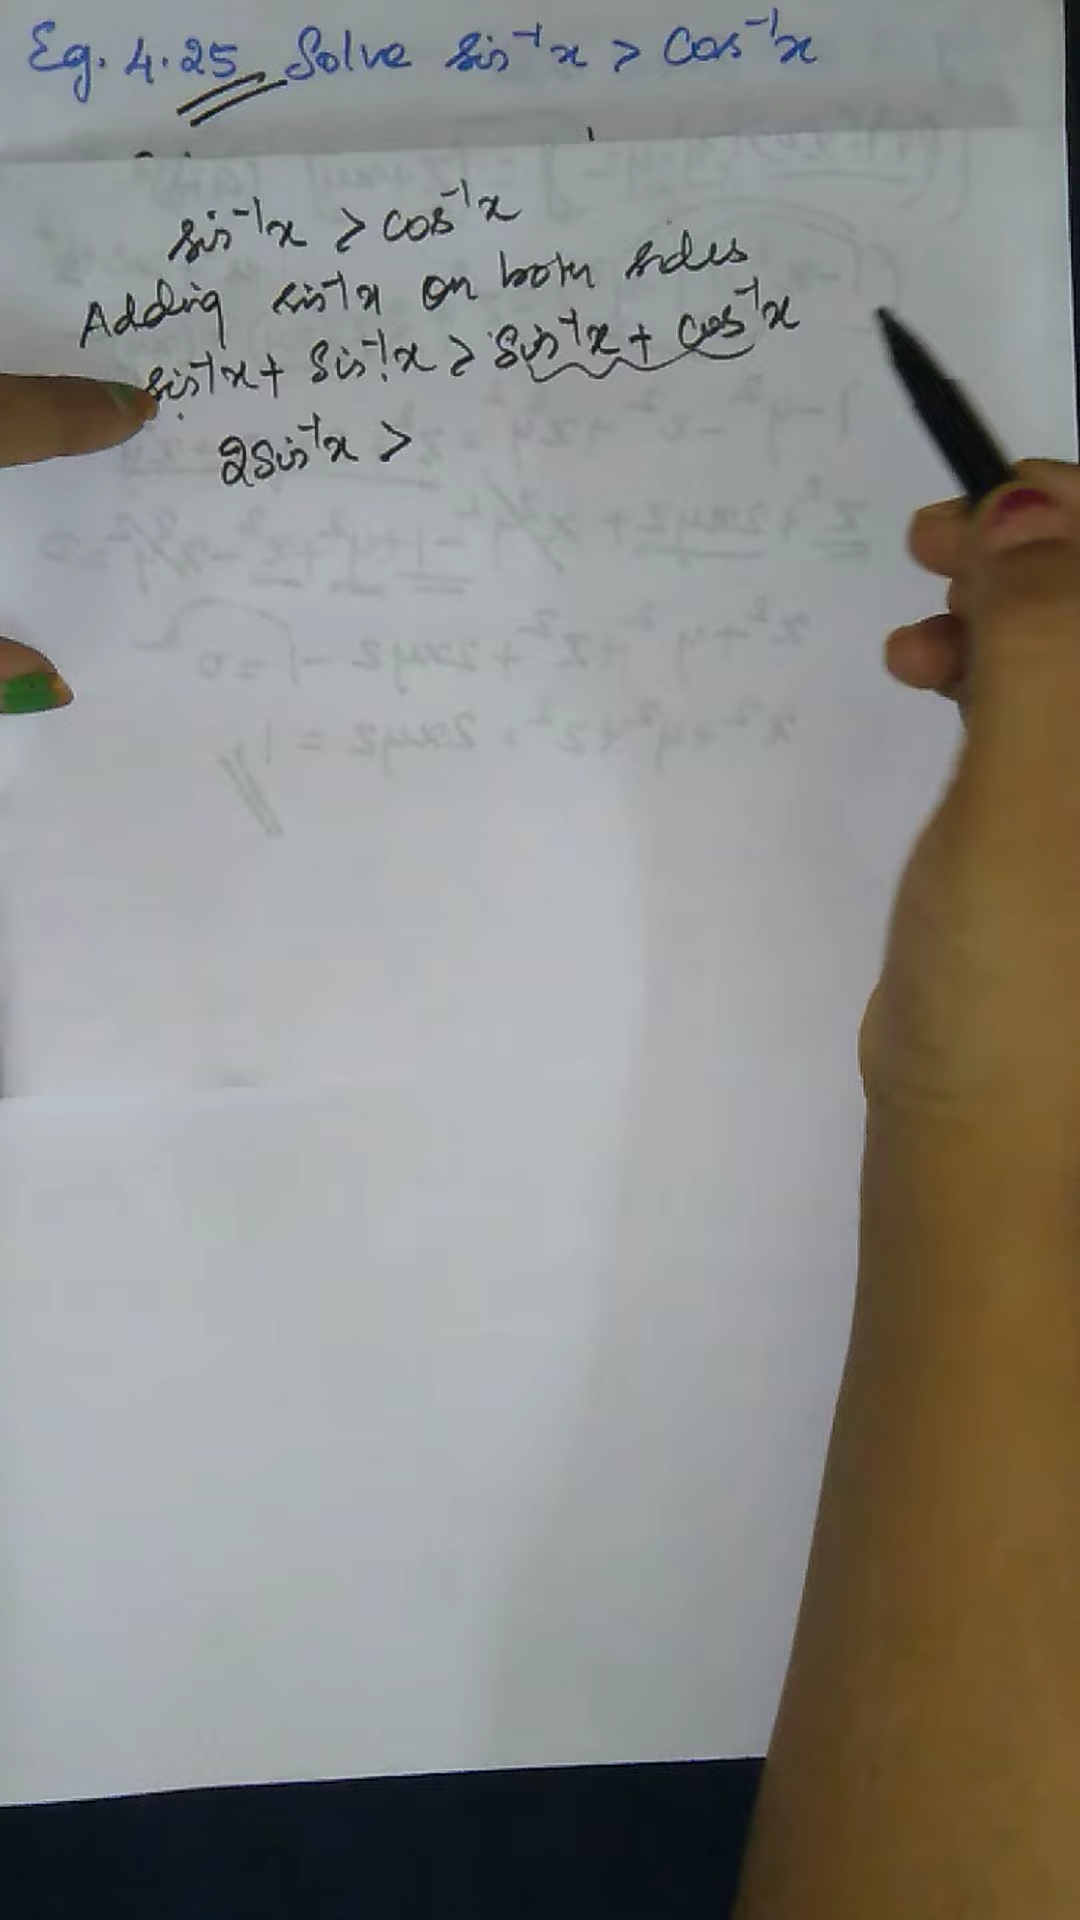 Eg. 4.25 Solve sin⁻¹x > cos⁻¹x
sin⁻¹x > cos⁻¹x
Adding sin⁻¹x on both sides
sin⁻¹x + sin⁻¹x > sin⁻¹x + cos⁻¹x
2sin⁻¹x >